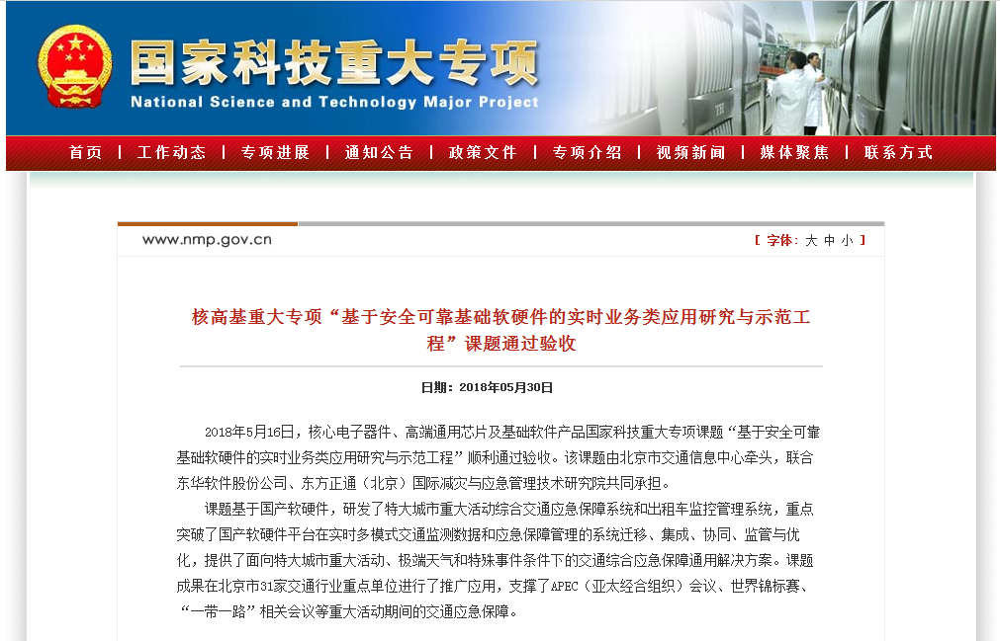 国家科技重大专项
National Science and Technology Major Project
TH
首页 | 工作动态 | 专项进展 | 通知公告 | 政策文件 | 专项介绍 | 视频新闻 | 媒体聚焦 | 联系方式
www.nmp.gov.cn 【 字体: 大 中 小 】
核高基重大专项“基于安全可靠基础软硬件的实时业务类应用研究与示范工
程”课题通过验收
日期：2018年05月30日
2018年5月16日，核心电子器件、高端通用芯片及基础软件产品国家科技重大专项课题“基于安全可靠
基础软硬件的实时业务类应用研究与示范工程”顺利通过验收。该课题由北京市交通信息中心牵头，联合
东华软件股份公司、东方正通（北京）国际减灾与应急管理技术研究院共同承担。
课题基于国产软硬件，研发了特大城市重大活动综合交通应急保障系统和出租车监控管理系统，重点
突破了国产软硬件平台在实时多模式交通监测数据和应急保障管理的系统迁移、集成、协同、监管与优
化，提供了面向特大城市重大活动、极端天气和特殊事件条件下的交通综合应急保障通用解决方案。课题
成果在北京市31家交通行业重点单位进行了推广应用，支撑了APEC（亚太经合组织）会议、世界锦标赛、
“一带一路”相关会议等重大活动期间的交通应急保障。